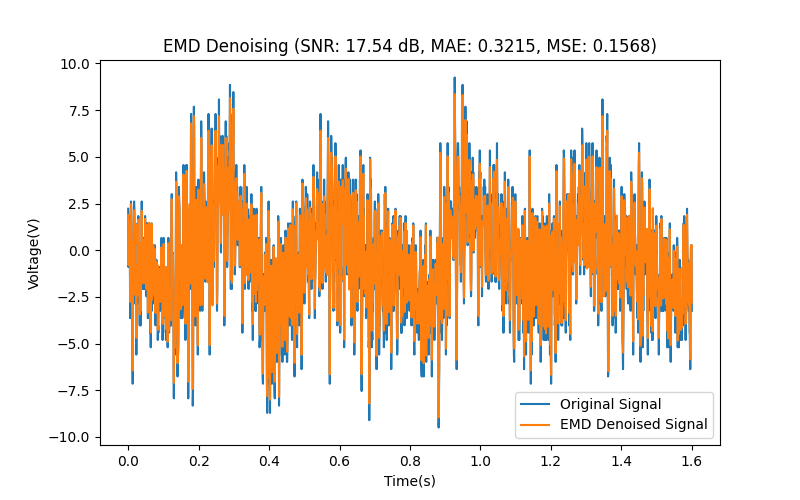 EMD Denoising (SNR: 17.54 dB, MAE: 0.3215, MSE: 0.1568)
10.0
7.5
5.0
2.5
0.0
−2.5
−5.0
−7.5
−10.0
Voltage(V)
Original Signal
EMD Denoised Signal
0.0 0.2 0.4 0.6 0.8 1.0 1.2 1.4 1.6
Time(s)